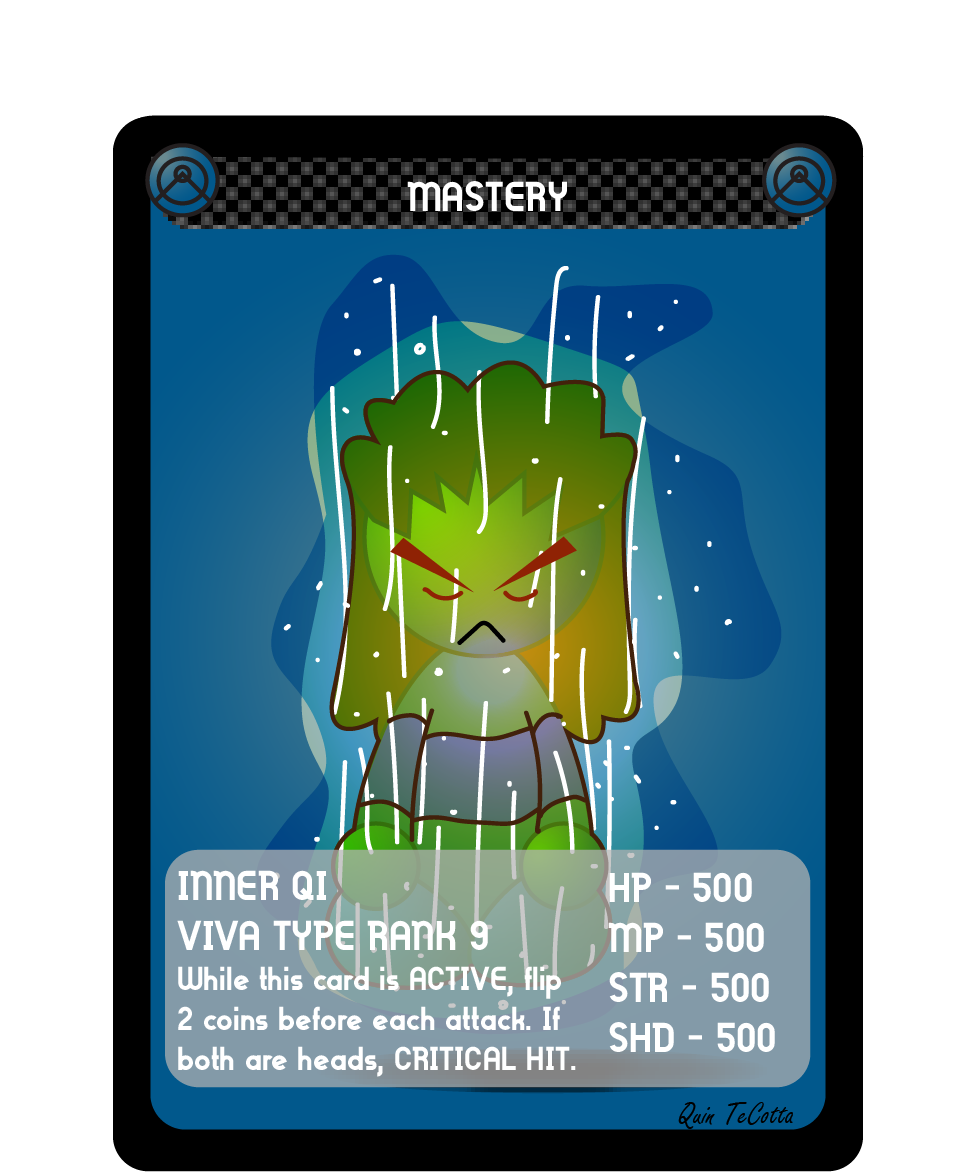 MASTERY
INNER QI
VIVA TYPE RANK 9
While this card is ACTIVE, flip
2 coins before each attack. If
both are heads, CRITICAL HIT.
HP - 500
MP - 500
STR - 500
SHD - 500
Quin TeCotta